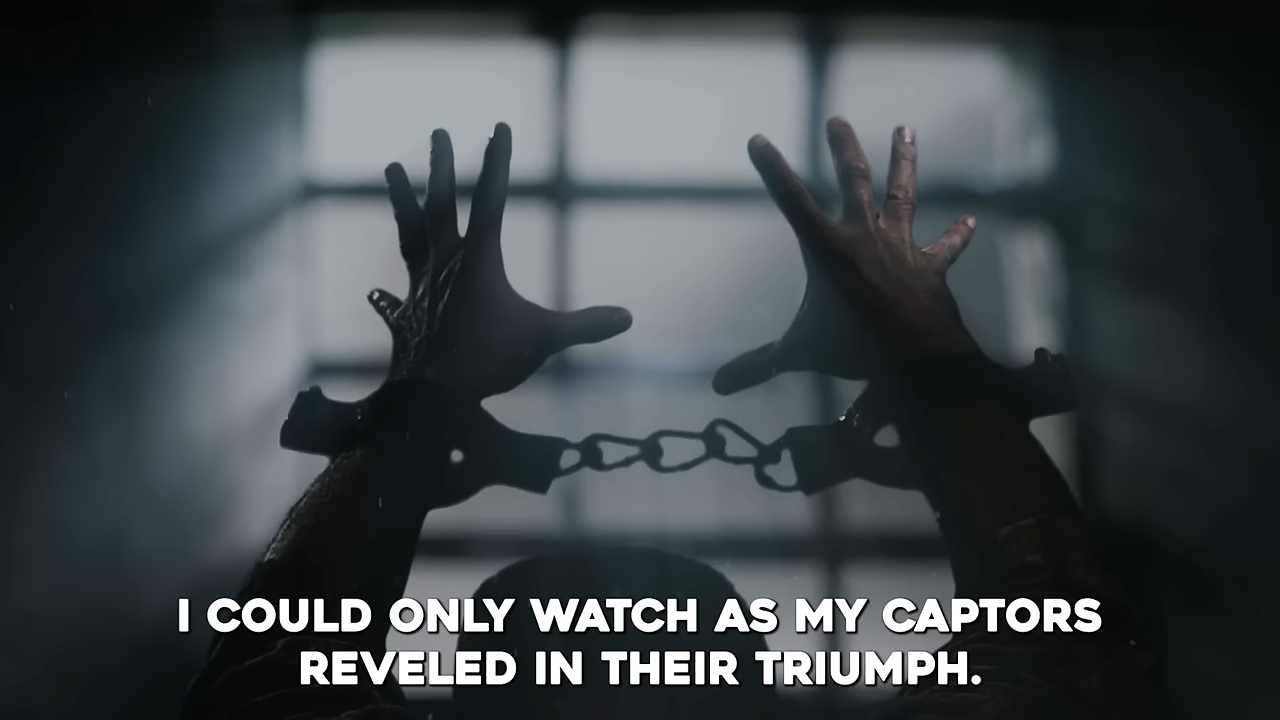 I COULD ONLY WATCH AS MY CAPTORS
REVELED IN THEIR TRIUMPH.